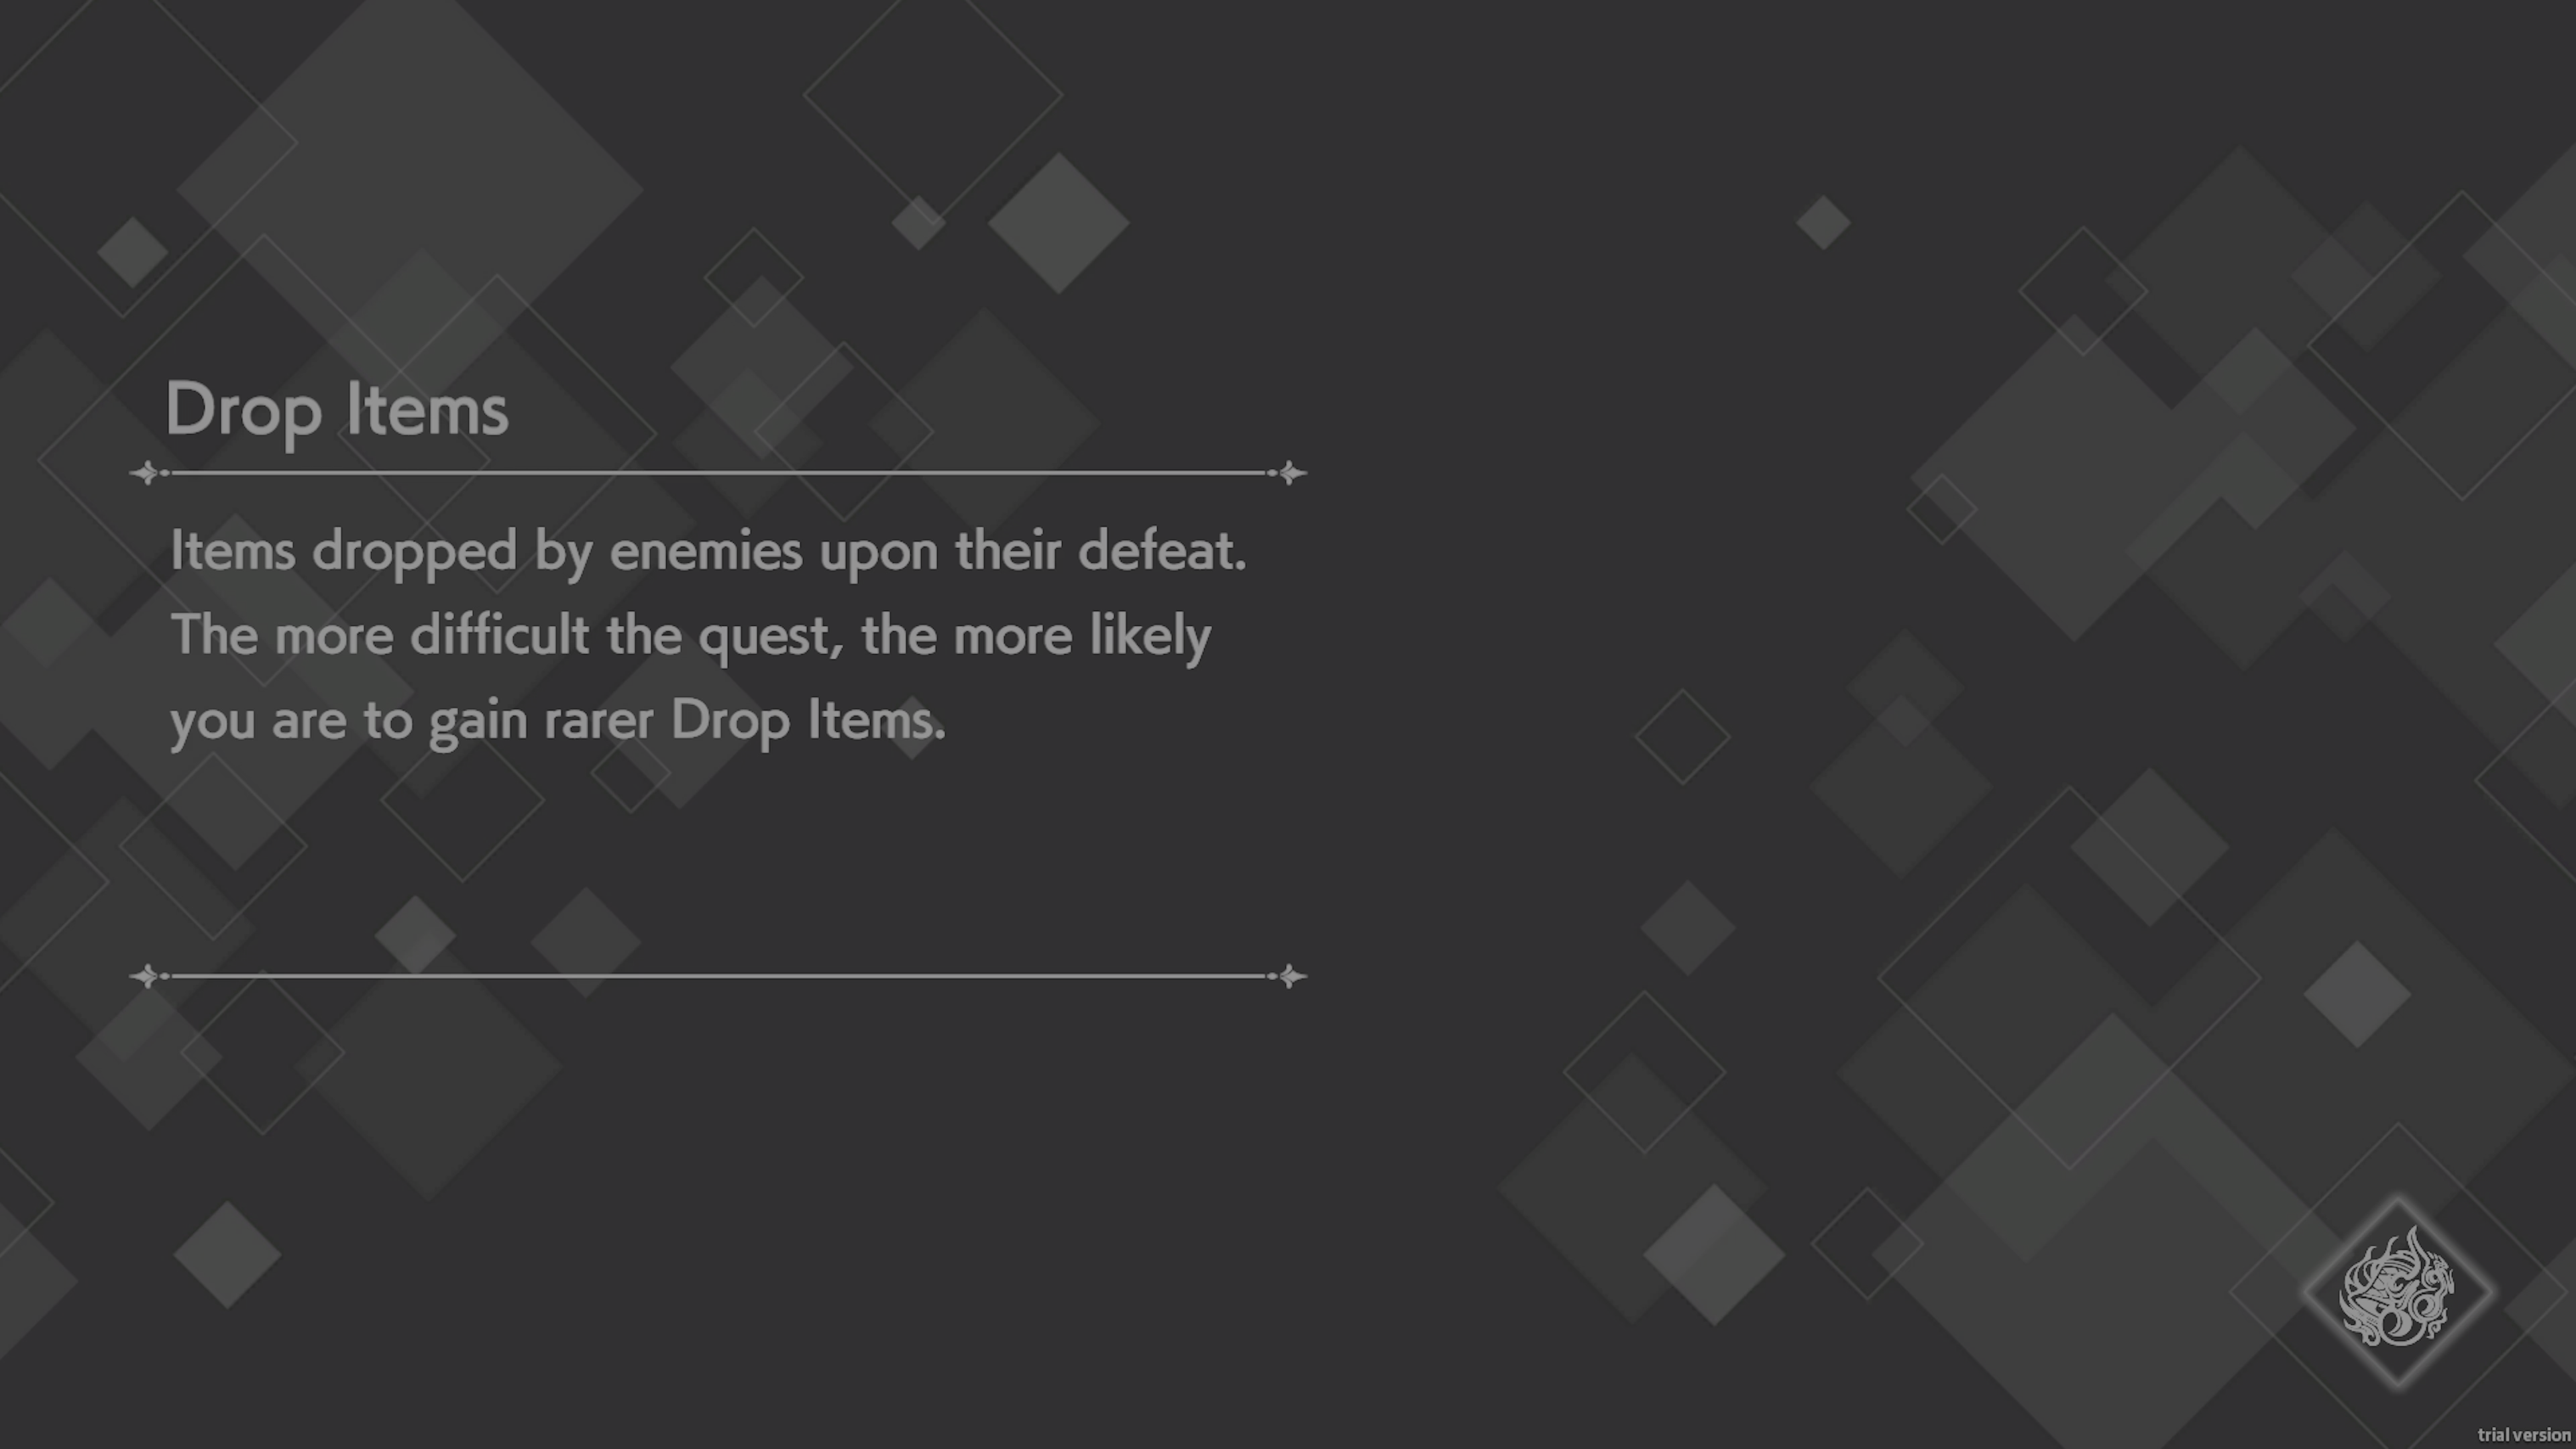 Drop Items
Items dropped by enemies upon their defeat.
The more difficult the quest, the more likely
you are to gain rarer Drop Items.
trial version